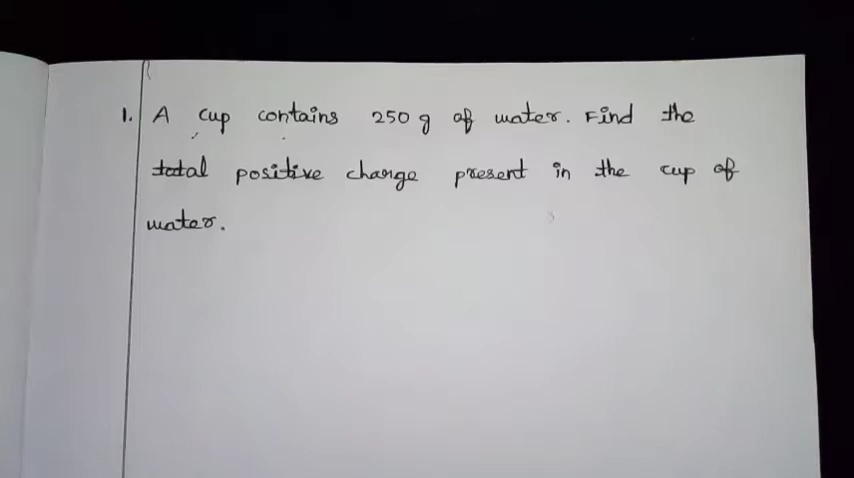 1. A cup contains 250 g of water. Find the
total positive charge present in the cup of
water.